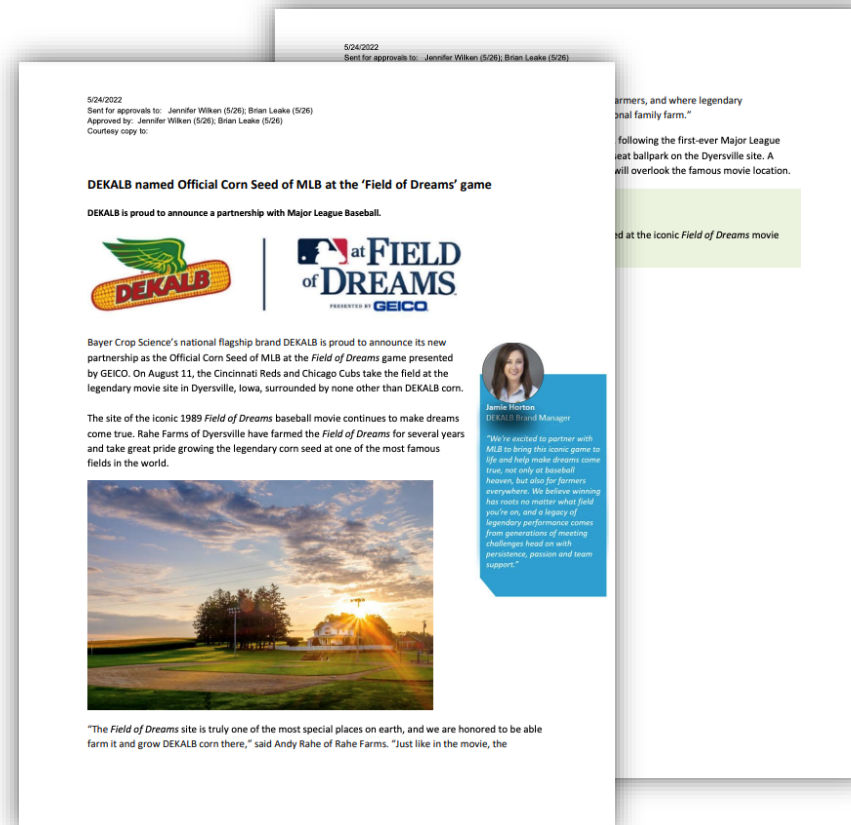 5/24/2022
Sent for approvals to: Jennifer Wilken (5/26); Brian Leake (5/26)
armers, and where legendary
onal family farm.”
following the first-ever Major League
eat ballpark on the Dyersville site. A
will overlook the famous movie location.
ed at the iconic Field of Dreams movie
5/24/2022
Sent for approvals to: Jennifer Wilken (5/26); Brian Leake (5/26)
Approved by: Jennifer Wilken (5/26); Brian Leake (5/26)
Courtesy copy to:
DEKALB named Official Corn Seed of MLB at the ‘Field of Dreams’ game
DEKALB is proud to announce a partnership with Major League Baseball.
DEKALB
at FIELD
of DREAMS
PRESENTED BY GEICO
Bayer Crop Science’s national flagship brand DEKALB is proud to announce its new
partnership as the Official Corn Seed of MLB at the Field of Dreams game presented
by GEICO. On August 11, the Cincinnati Reds and Chicago Cubs take the field at the
legendary movie site in Dyersville, Iowa, surrounded by none other than DEKALB corn.
The site of the iconic 1989 Field of Dreams baseball movie continues to make dreams
come true. Rahe Farms of Dyersville have farmed the Field of Dreams for several years
and take great pride growing the legendary corn seed at one of the most famous
fields in the world.
Jamie Horton
DEKALB Brand Manager
“We’re excited to partner with
MLB to bring this iconic game to
life and help make dreams come
true, not only at baseball
heaven, but also for farmers
everywhere. We believe winning
has roots no matter what field
you’re on, and a legacy of
legendary performance comes
from generations of meeting
challenges head on with
persistence, passion and team
support.”
“The Field of Dreams site is truly one of the most special places on earth, and we are honored to be able
farm it and grow DEKALB corn there,” said Andy Rahe of Rahe Farms. “Just like in the movie, the